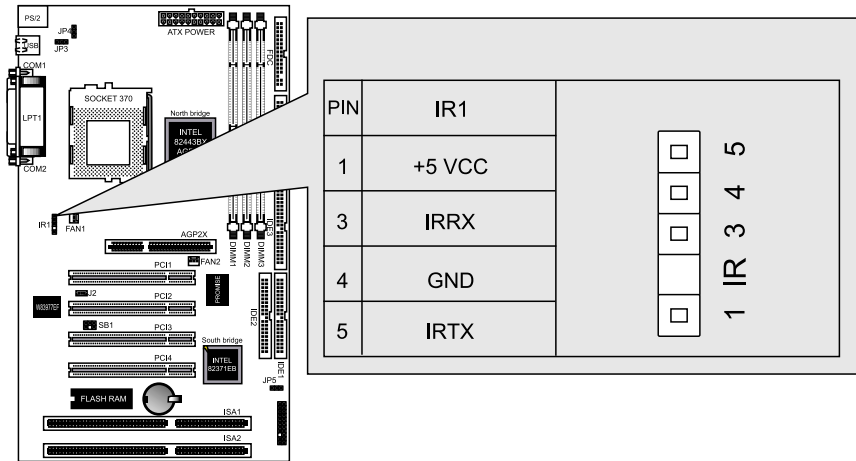 PS/2
USB
JP4
JP3
ATX POWER
FDC
COM1
LPT1
COM2
SOCKET 370
North bridge
INTEL
82443BX
IR1
FAN1
IDE3
AGP2X
DIMM1
DIMM2
DIMM3
FAN2
PCI1
J2
PCI2
PROMISE
W83977EF
SB1
PCI3
IDE2
South bridge
INTEL
82371EB
PCI4
IDE1
JP5
FLASH RAM
ISA1
ISA2
PIN IR1
1 +5 VCC
3 IRRX
4 GND
5 IRTX
1 IR 3 4 5